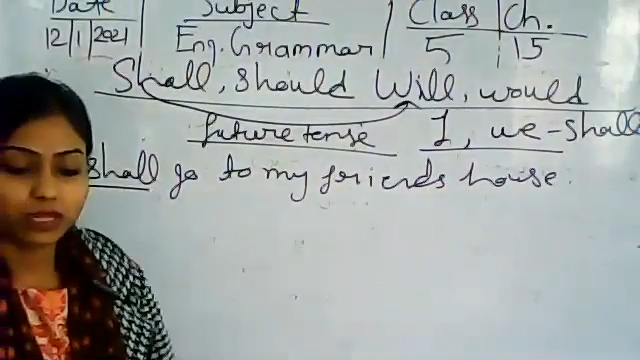 Date Subject Class Ch.
12/1/2021 Eng. Grammar 5 15
Shall, should Will, would
future tense I, we-shall
shall go to my friends house.